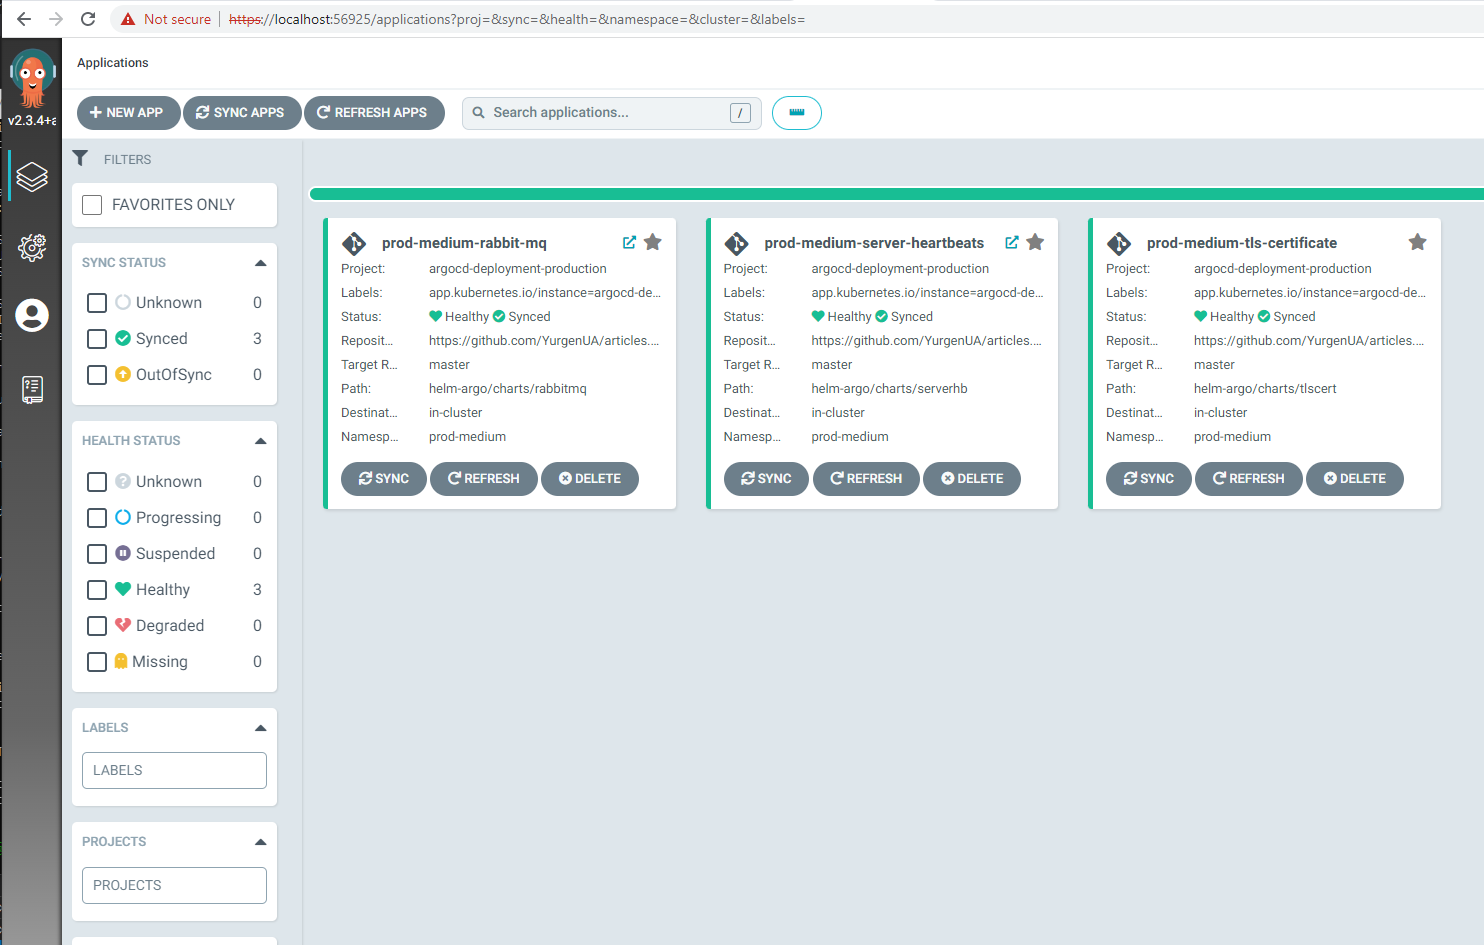 Not secure | https://localhost:56925/applications?proj=&sync=&health=&namespace=&cluster=&labels=
v2.3.4+a
Applications
NEW APP SYNC APPS REFRESH APPS Search applications... /
FILTERS
FAVORITES ONLY
SYNC STATUS
Unknown 0
Synced 3
OutOfSync 0
HEALTH STATUS
Unknown 0
Progressing 0
Suspended 0
Healthy 3
Degraded 0
Missing 0
LABELS
LABELS
PROJECTS
PROJECTS
prod-medium-rabbit-mq
Project: argocd-deployment-production
Labels: app.kubernetes.io/instance=argocd-de...
Status: Healthy Synced
Reposit... https://github.com/YurgenUA/articles....
Target R... master
Path: helm-argo/charts/rabbitmq
Destinat... in-cluster
Namesp... prod-medium
SYNC REFRESH DELETE
prod-medium-server-heartbeats
Project: argocd-deployment-production
Labels: app.kubernetes.io/instance=argocd-de...
Status: Healthy Synced
Reposit... https://github.com/YurgenUA/articles....
Target R... master
Path: helm-argo/charts/serverhb
Destinat... in-cluster
Namesp... prod-medium
SYNC REFRESH DELETE
prod-medium-tls-certificate
Project: argocd-deployment-production
Labels: app.kubernetes.io/instance=argocd-de...
Status: Healthy Synced
Reposit... https://github.com/YurgenUA/articles....
Target R... master
Path: helm-argo/charts/tlscert
Destinat... in-cluster
Namesp... prod-medium
SYNC REFRESH DELETE